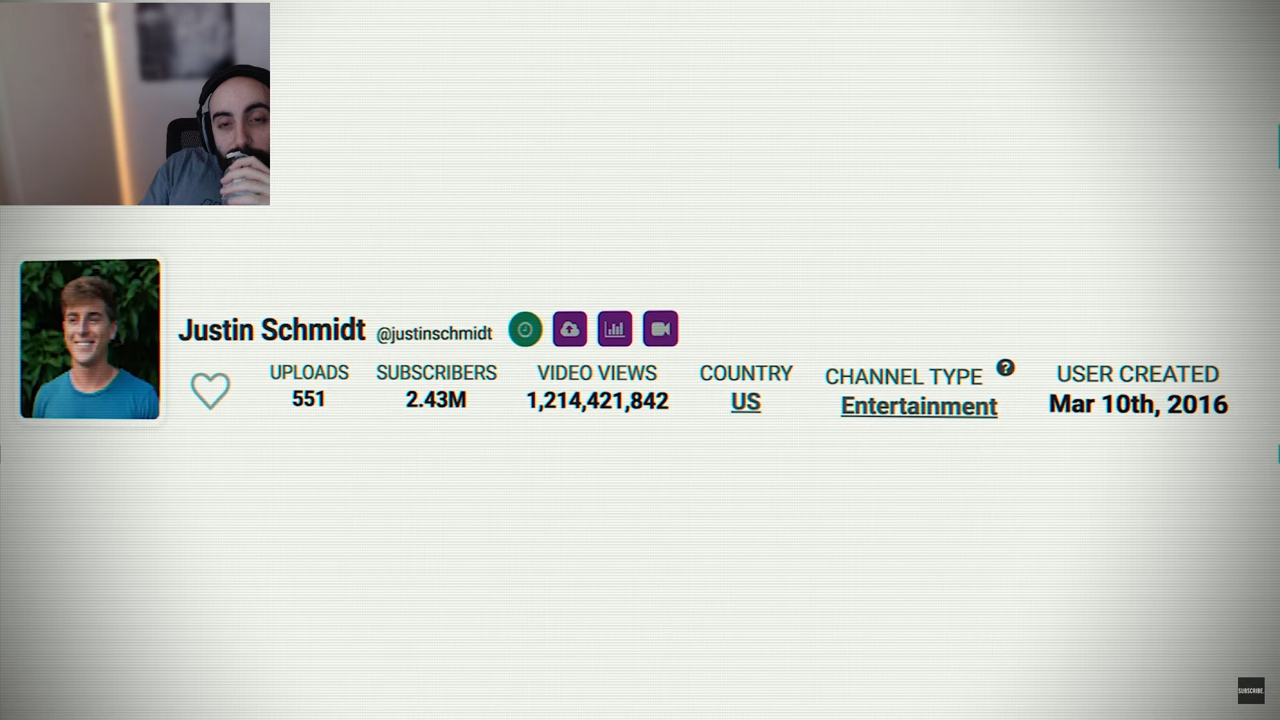 Justin Schmidt @justinschmidt
UPLOADS SUBSCRIBERS VIDEO VIEWS COUNTRY CHANNEL TYPE ? USER CREATED
551 2.43M 1,214,421,842 US Entertainment Mar 10th, 2016
SUBSCRIBE